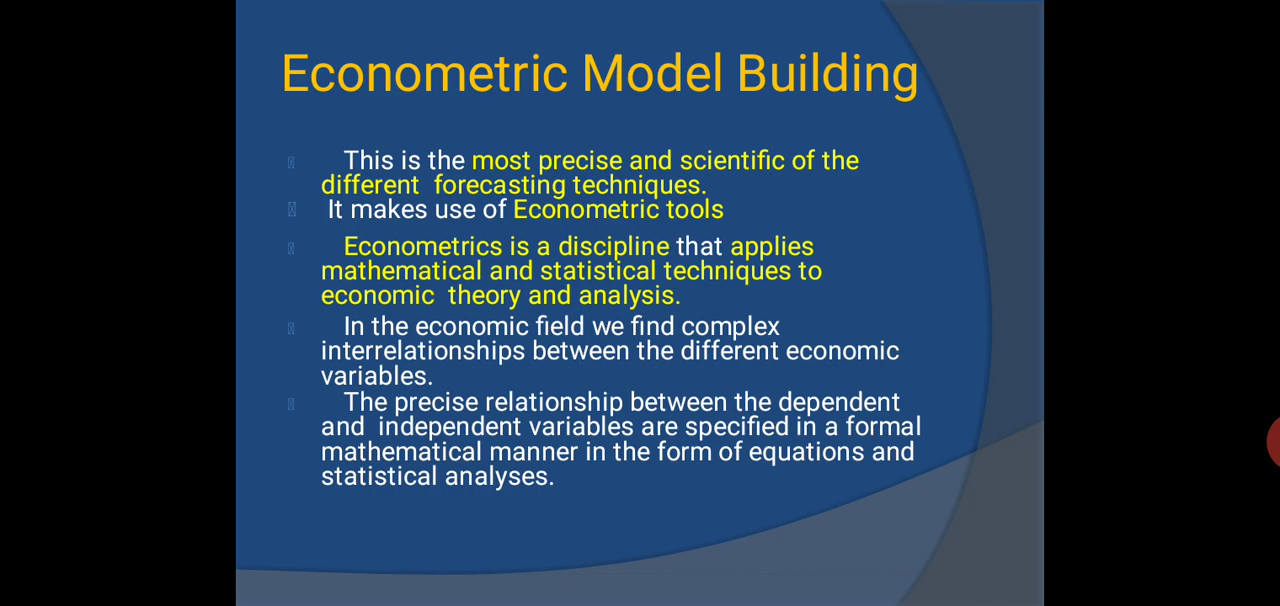 Econometric Model Building
This is the most precise and scientific of the
different forecasting techniques.
It makes use of Econometric tools
Econometrics is a discipline that applies
mathematical and statistical techniques to
economic theory and analysis.
In the economic field we find complex
interrelationships between the different economic
variables.
The precise relationship between the dependent
and independent variables are specified in a formal
mathematical manner in the form of equations and
statistical analyses.